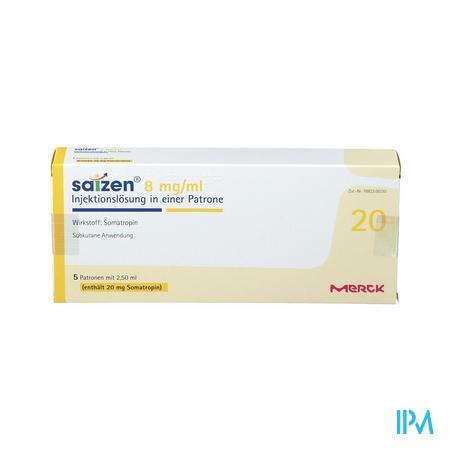 saizen® 8 mg/ml
Injektionslösung in einer Patrone
Wirkstoff: Somatropin
Subkutane Anwendung
5 Patronen mit 2,50 ml
(enthält 20 mg Somatropin)
20
MERCK
IPM